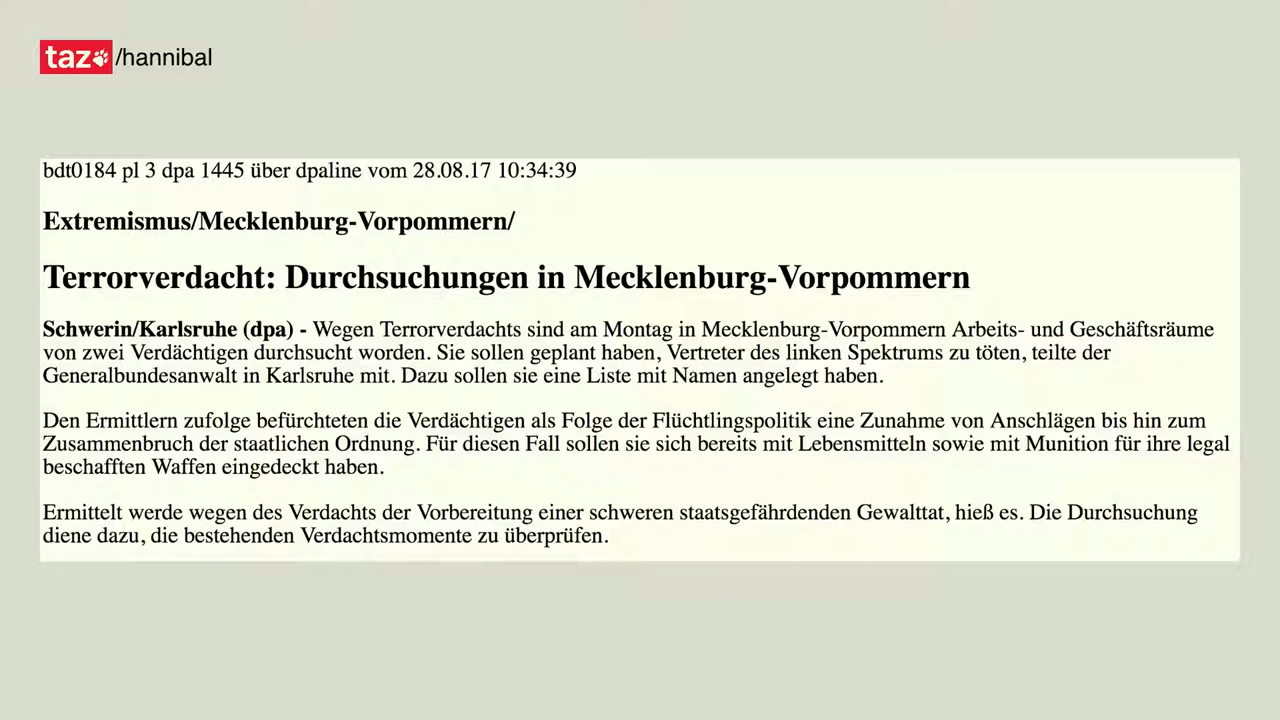 taz /hannibal
bdt0184 pl 3 dpa 1445 über dpaline vom 28.08.17 10:34:39
Extremismus/Mecklenburg-Vorpommern/
Terrorverdacht: Durchsuchungen in Mecklenburg-Vorpommern
Schwerin/Karlsruhe (dpa) - Wegen Terrorverdachts sind am Montag in Mecklenburg-Vorpommern Arbeits- und Geschäftsräume
von zwei Verdächtigen durchsucht worden. Sie sollen geplant haben, Vertreter des linken Spektrums zu töten, teilte der
Generalbundesanwalt in Karlsruhe mit. Dazu sollen sie eine Liste mit Namen angelegt haben.
Den Ermittlern zufolge befürchteten die Verdächtigen als Folge der Flüchtlingspolitik eine Zunahme von Anschlägen bis hin zum
Zusammenbruch der staatlichen Ordnung. Für diesen Fall sollen sie sich bereits mit Lebensmitteln sowie mit Munition für ihre legal
beschafften Waffen eingedeckt haben.
Ermittelt werde wegen des Verdachts der Vorbereitung einer schweren staatsgefährdenden Gewalttat, hieß es. Die Durchsuchung
diene dazu, die bestehenden Verdachtsmomente zu überprüfen.